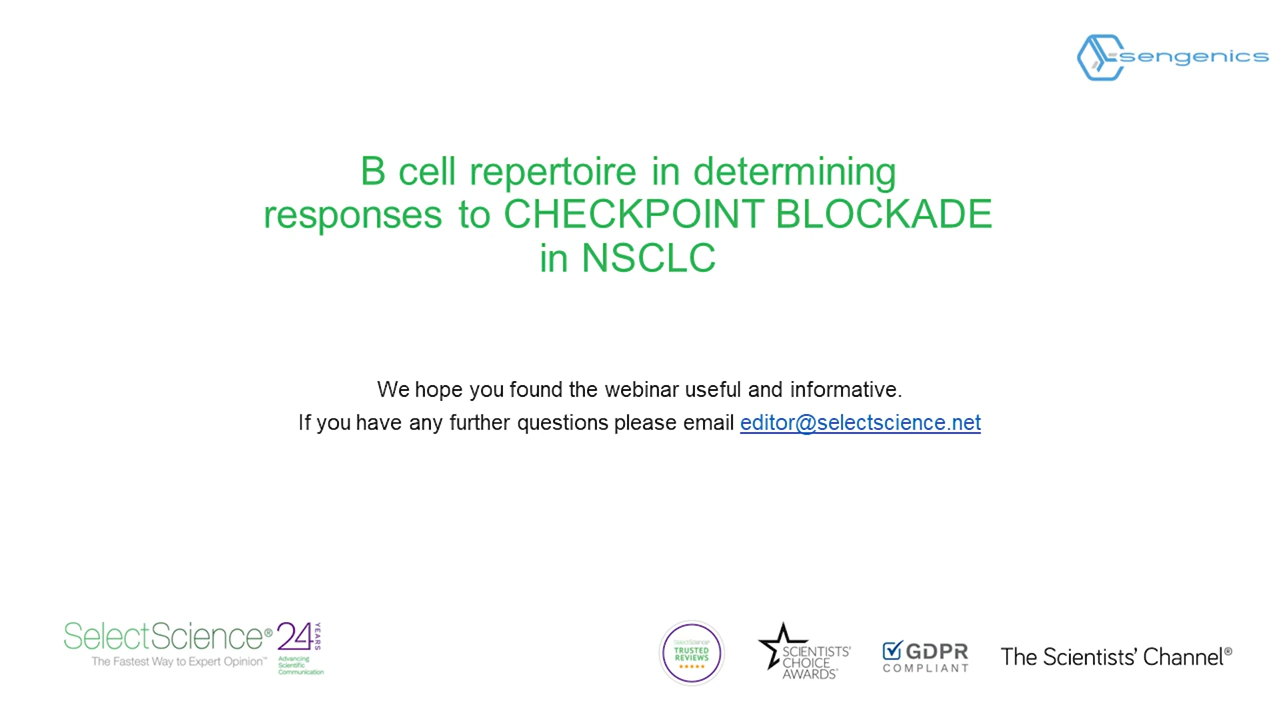 sengenics
B cell repertoire in determining
responses to CHECKPOINT BLOCKADE
in NSCLC
We hope you found the webinar useful and informative.
If you have any further questions please email editor@selectscience.net
SelectScience® 24 YEARS
The Fastest Way to Expert Opinion™
Advancing
Scientific
Communication
SelectScience®
TRUSTED
REVIEWS
SCIENTISTS'
CHOICE
AWARDS®
GDPR
COMPLIANT
The Scientists' Channel®